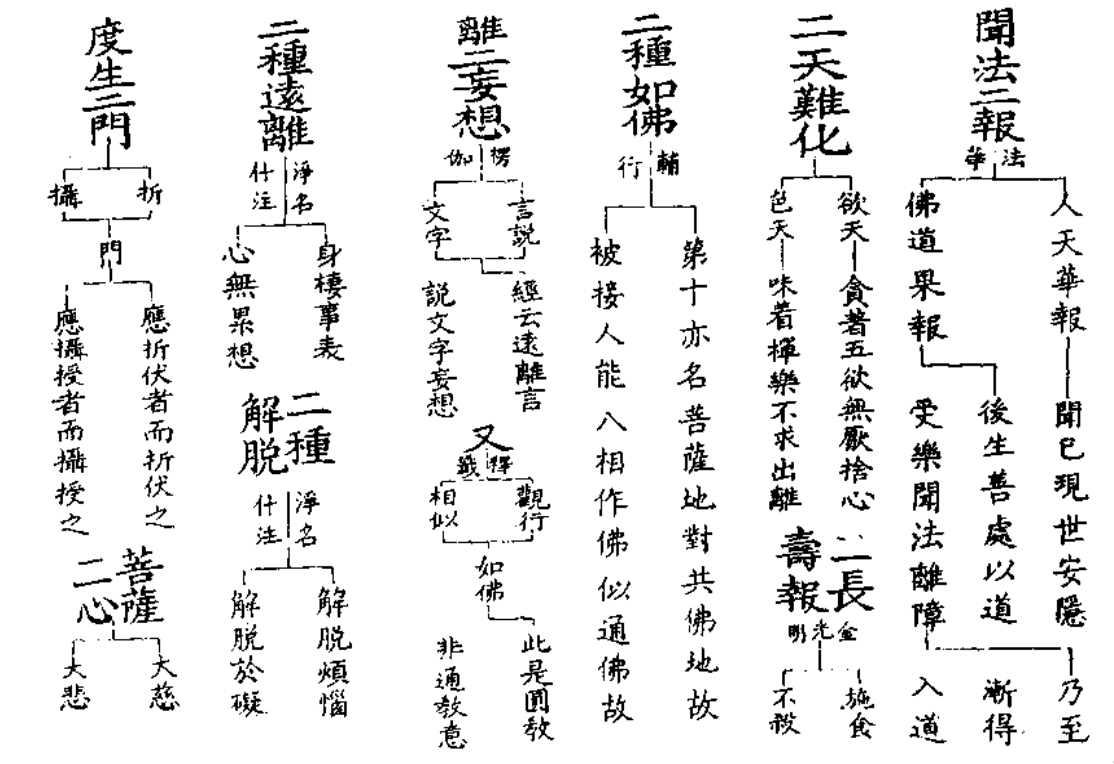 聞法二報
法華
人天華報
聞已現世安隱
佛道果報
後生善處以道
受樂聞法離障
乃至
漸得
入道
二天難化
欲天
貪著五欲無厭捨心
色天
味着禪樂不求出離
二長
壽報
金光明
施食
不殺
二種如佛
輔行
第十亦名菩薩地對共佛地故
被接人能八相作佛似通佛故
離二妄想
楞伽
言說
文字
經云遠離言
說文字妄想
又
釋籤
觀行
相似
如佛
此是圓教
非通教意
二種遠離
淨名
什注
身棲事表
心無累想
二種
解脫
淨名
什注
解脫煩惱
解脫於礙
度生二門
折
攝
門
應折伏者而折伏之
應攝授者而攝授之
菩薩
二心
大慈
大悲